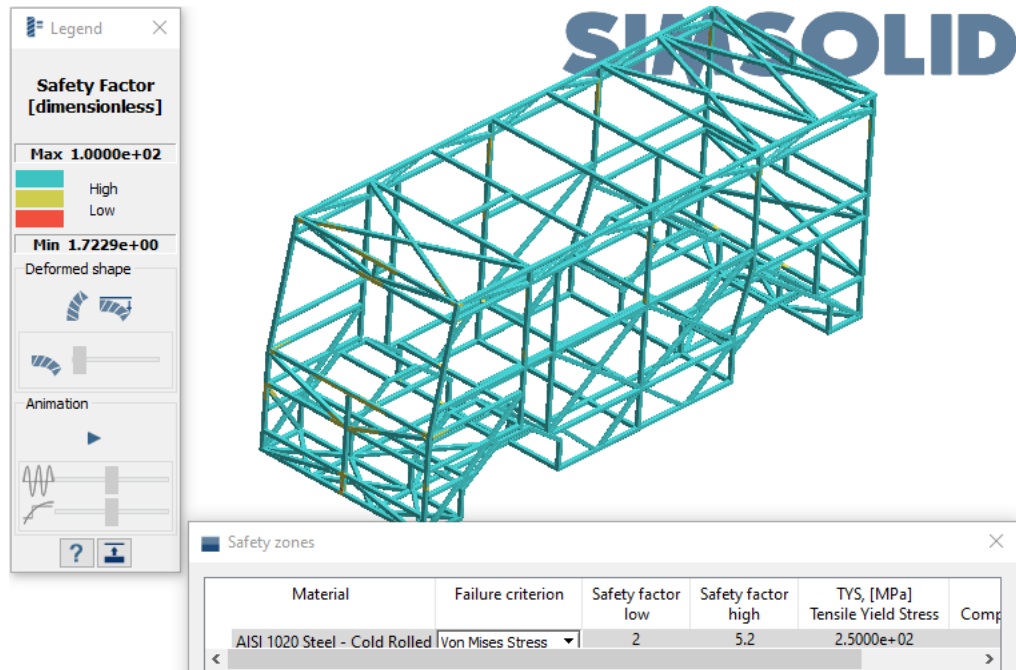 SIMSOLID
Legend
Safety Factor
[dimensionless]
Max 1.0000e+02
High
Low
Min 1.7229e+00
Deformed shape
Animation
?
Safety zones
Material Failure criterion Safety factor low Safety factor high TYS, [MPa] Tensile Yield Stress Comp
AISI 1020 Steel - Cold Rolled Von Mises Stress 2 5.2 2.5000e+02